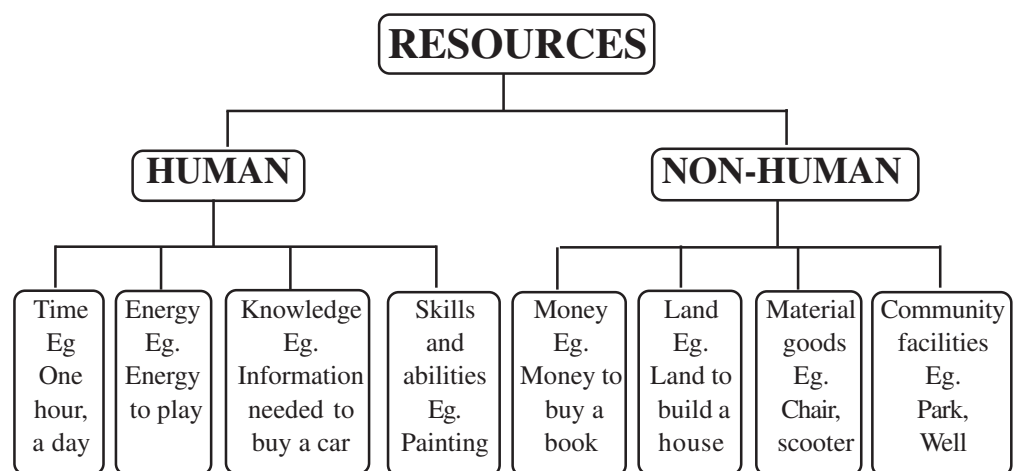 RESOURCES
HUMAN
NON-HUMAN
Time
Eg
One
hour,
a day
Energy
Eg.
Energy
to play
Knowledge
Eg.
Information
needed to
buy a car
Skills
and
abilities
Eg.
Painting
Money
Eg.
Money to
buy a
book
Land
Eg.
Land to
build a
house
Material
goods
Eg.
Chair,
scooter
Community
facilities
Eg.
Park,
Well